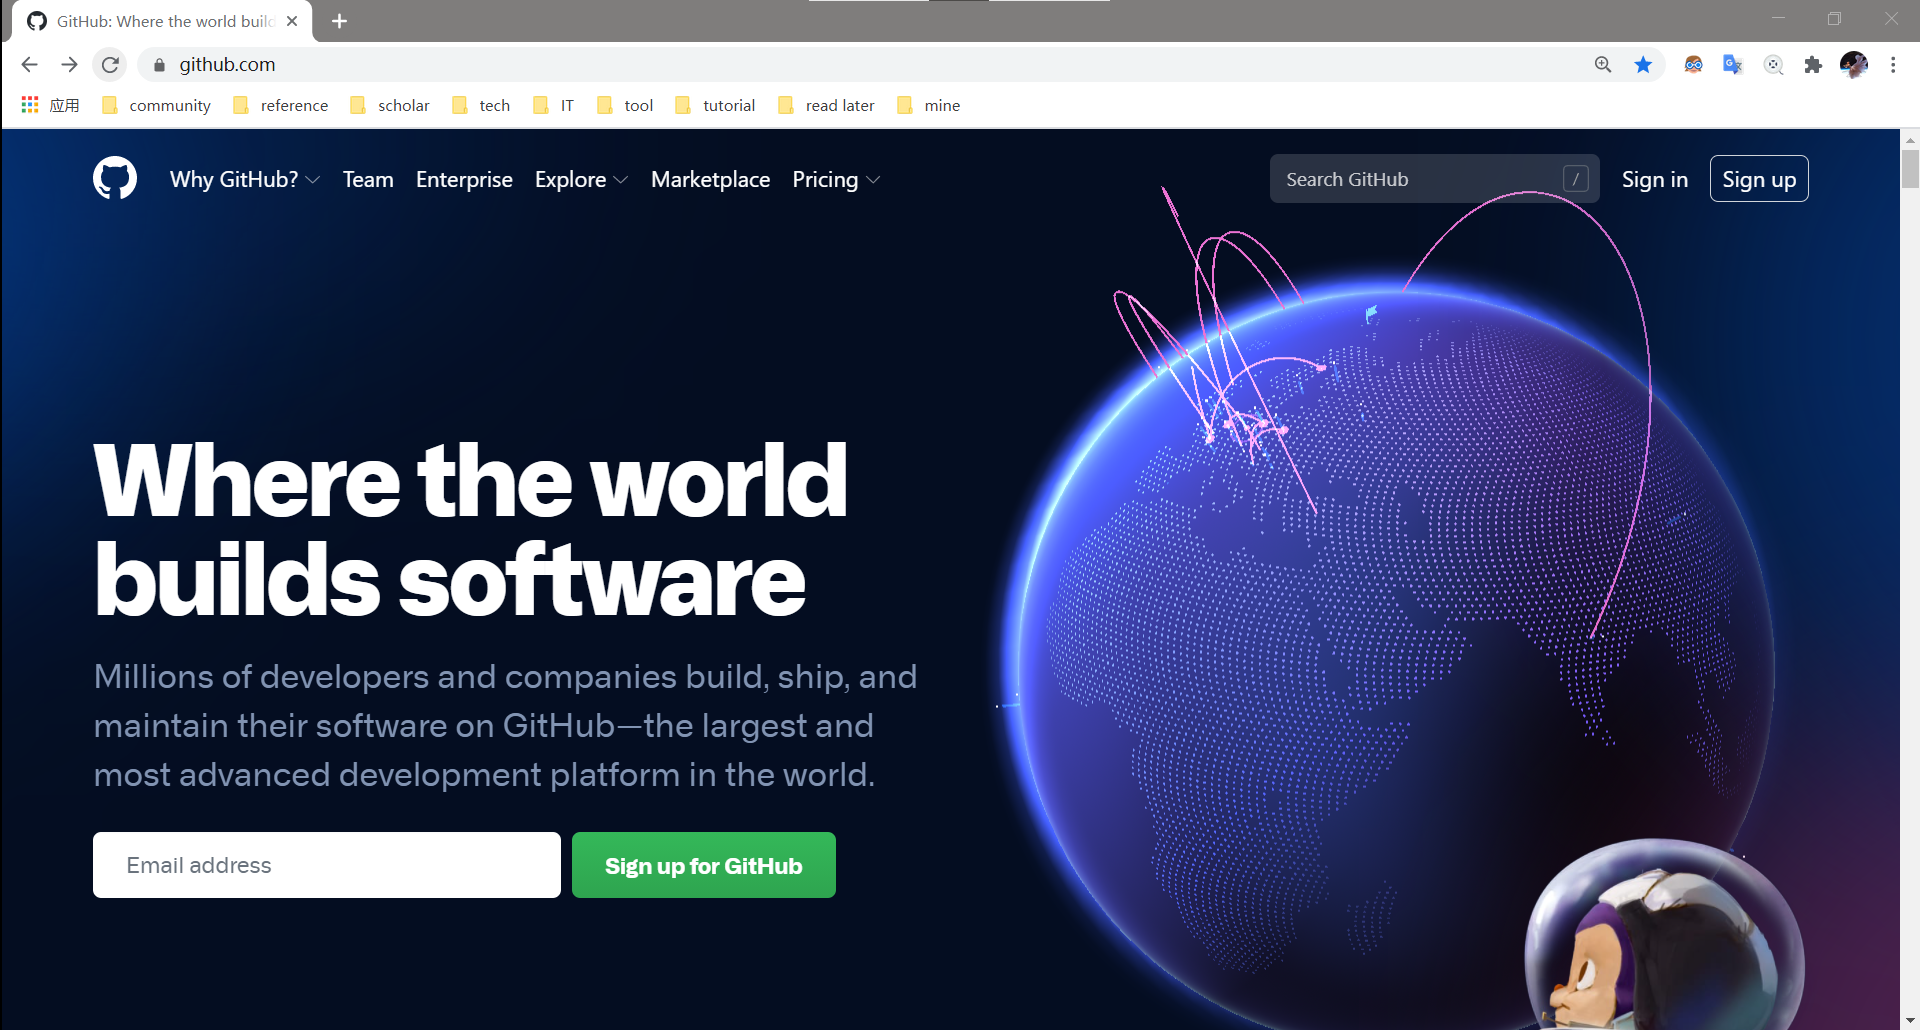 GitHub: Where the world build
github.com
应用 community reference scholar tech IT tool tutorial read later mine
Why GitHub? Team Enterprise Explore Marketplace Pricing Search GitHub / Sign in Sign up
Where the world
builds software
Millions of developers and companies build, ship, and
maintain their software on GitHub—the largest and
most advanced development platform in the world.
Email address Sign up for GitHub